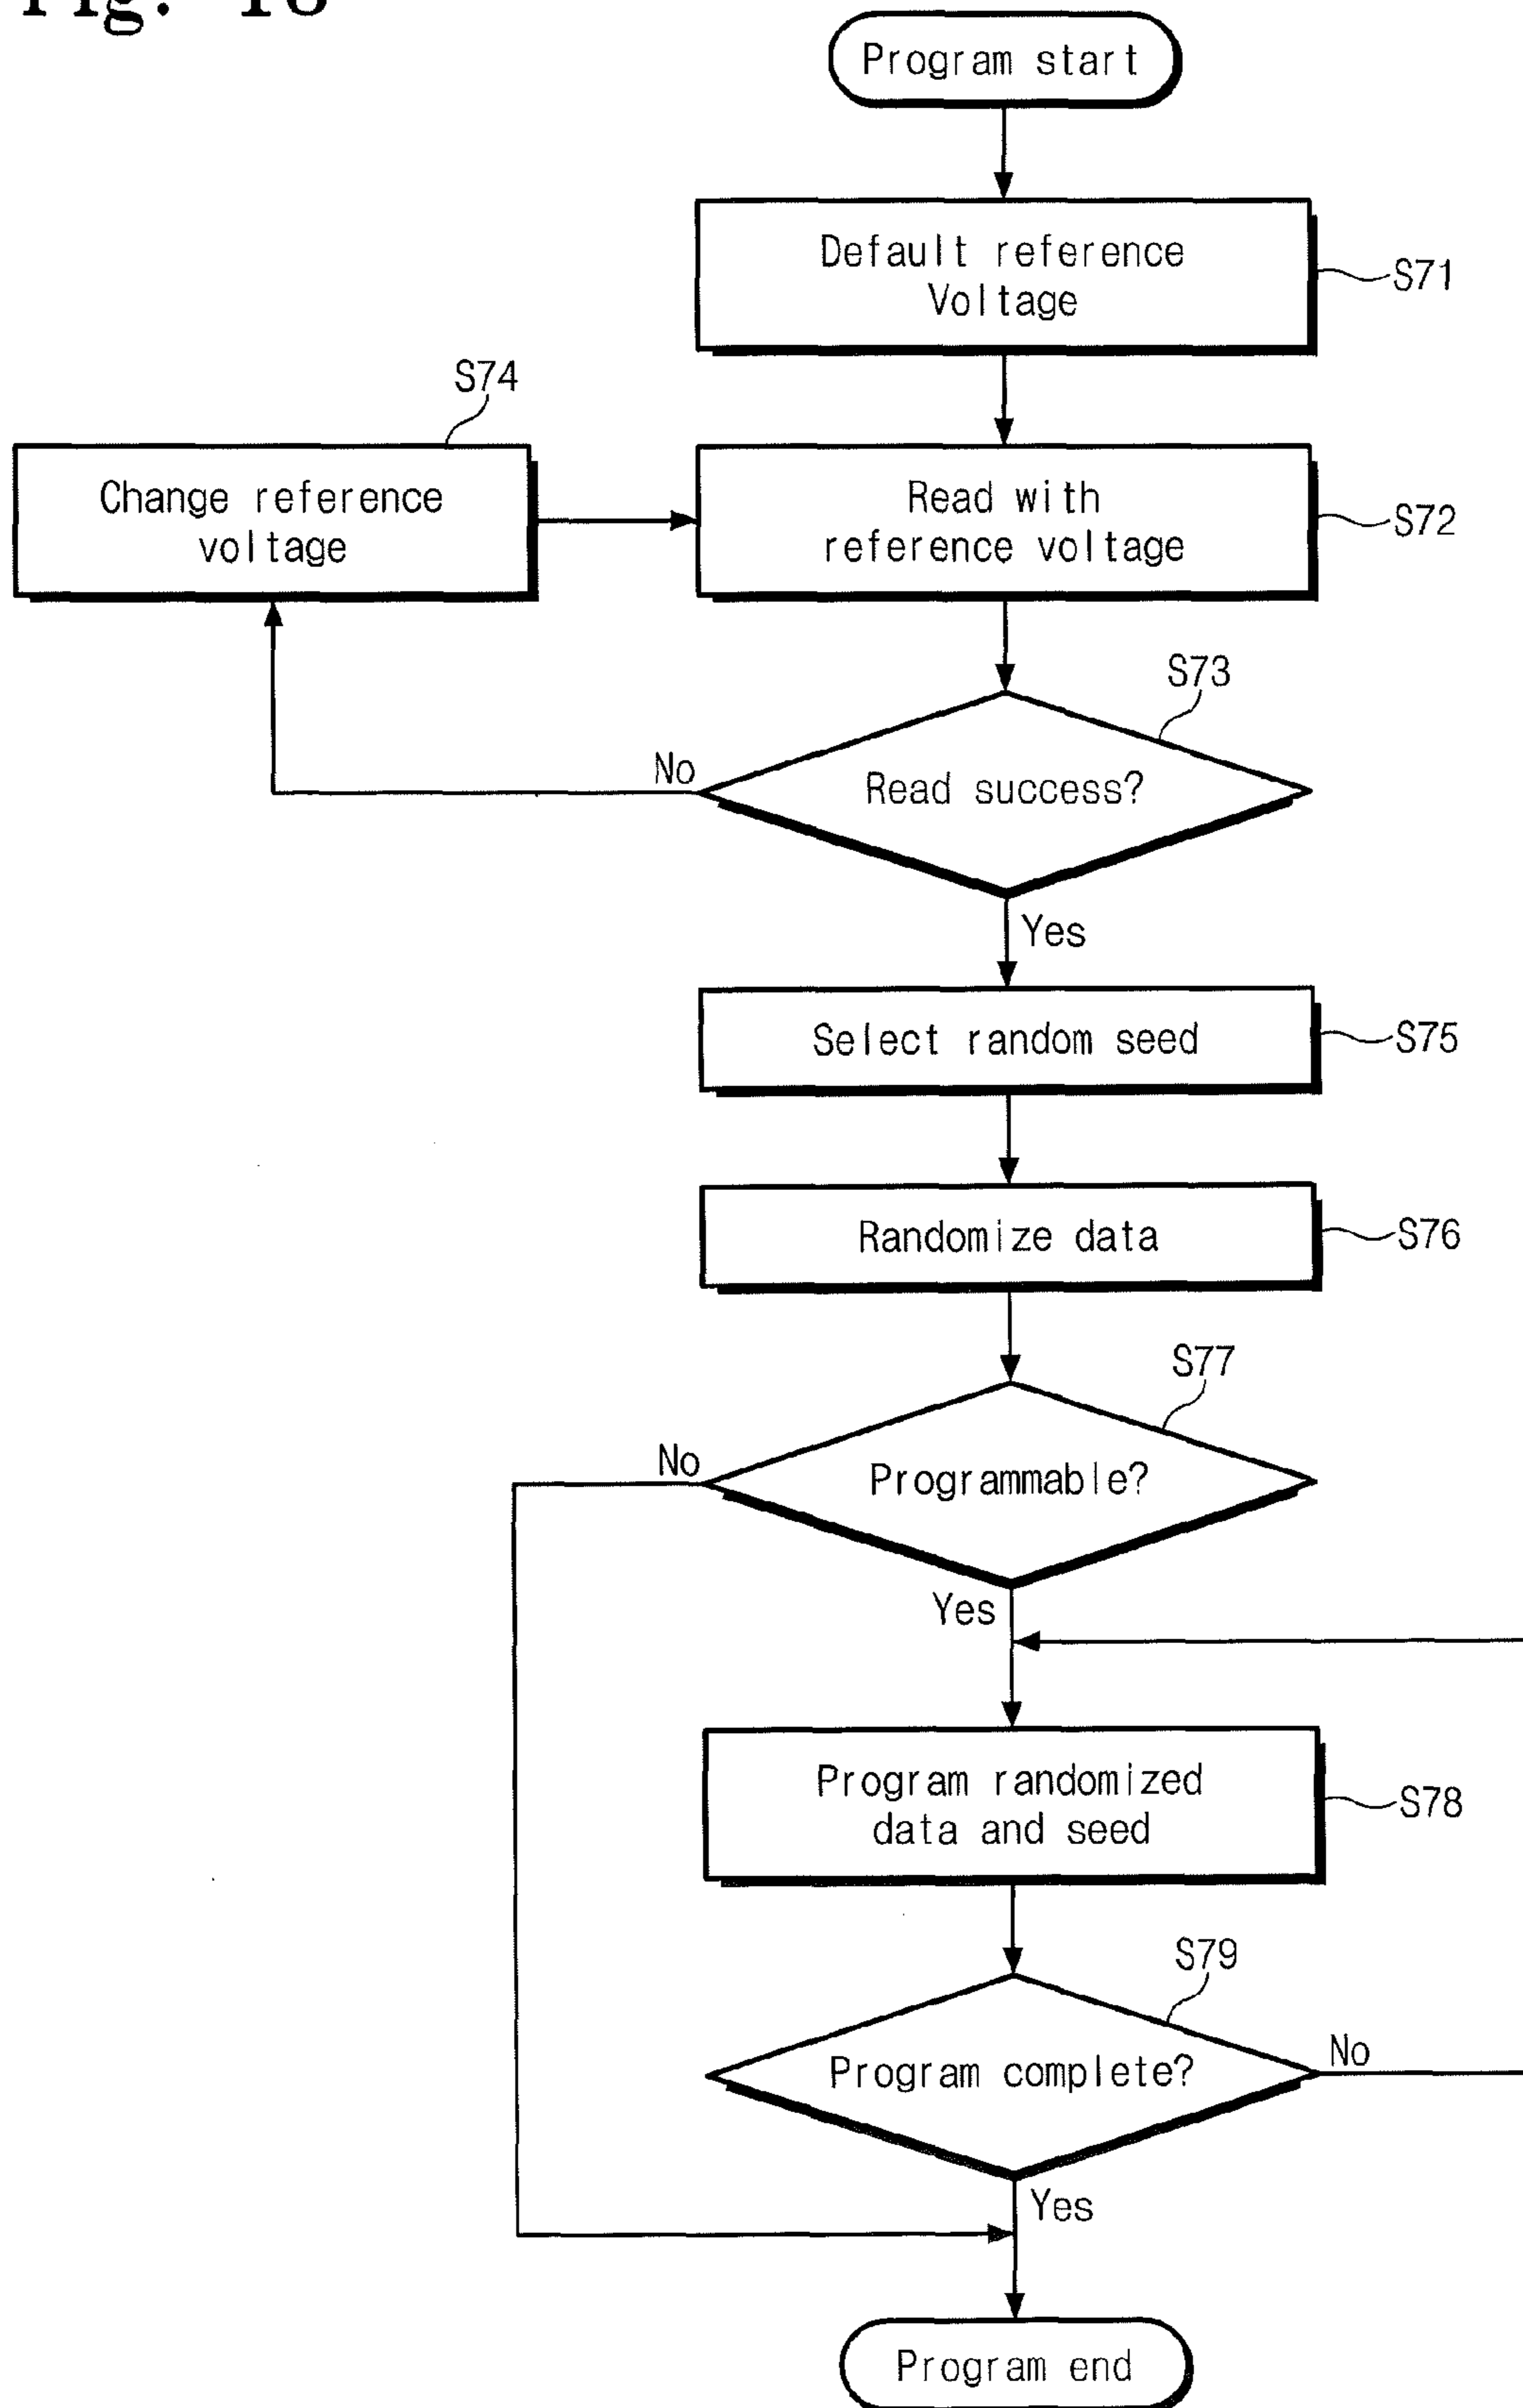 Program start
Default reference
Voltage
S71
S74
Change reference
voltage
Read with
reference voltage
S72
S73
No
Read success?
Yes
Select random seed
S75
Randomize data
S76
S77
No
Programmable?
Yes
Program randomized
data and seed
S78
S79
Program complete?
No
Yes
Program end